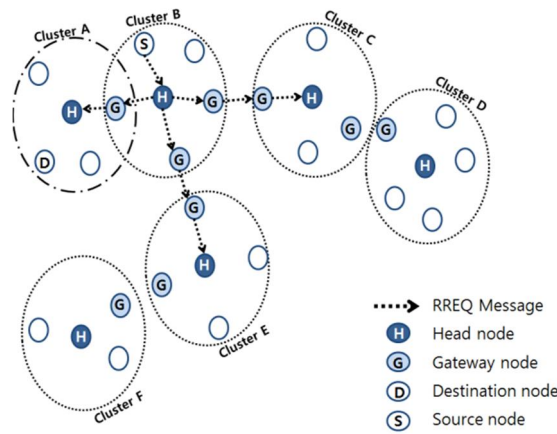 Cluster A
Cluster B
Cluster C
Cluster D
S
H
G
H
G
G
H
G
G
D
G
H
G
H
G
G
H
Cluster E
Cluster F
RREQ Message
H Head node
G Gateway node
D Destination node
S Source node